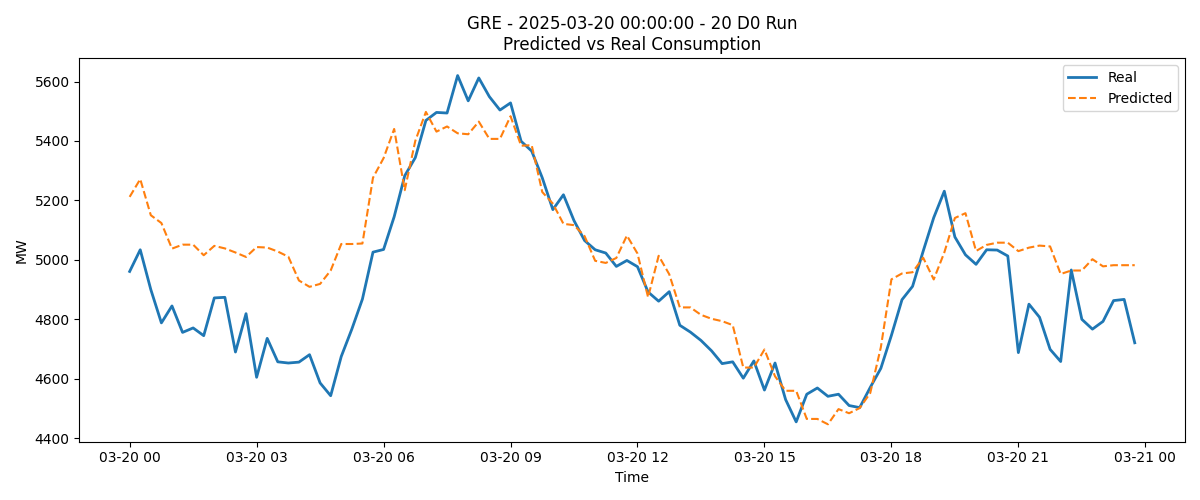 GRE - 2025-03-20 00:00:00 - 20 D0 Run
Predicted vs Real Consumption
Real
Predicted
MW
5600
5400
5200
5000
4800
4600
4400
03-20 00
03-20 03
03-20 06
03-20 09
03-20 12
03-20 15
03-20 18
03-20 21
03-21 00
Time